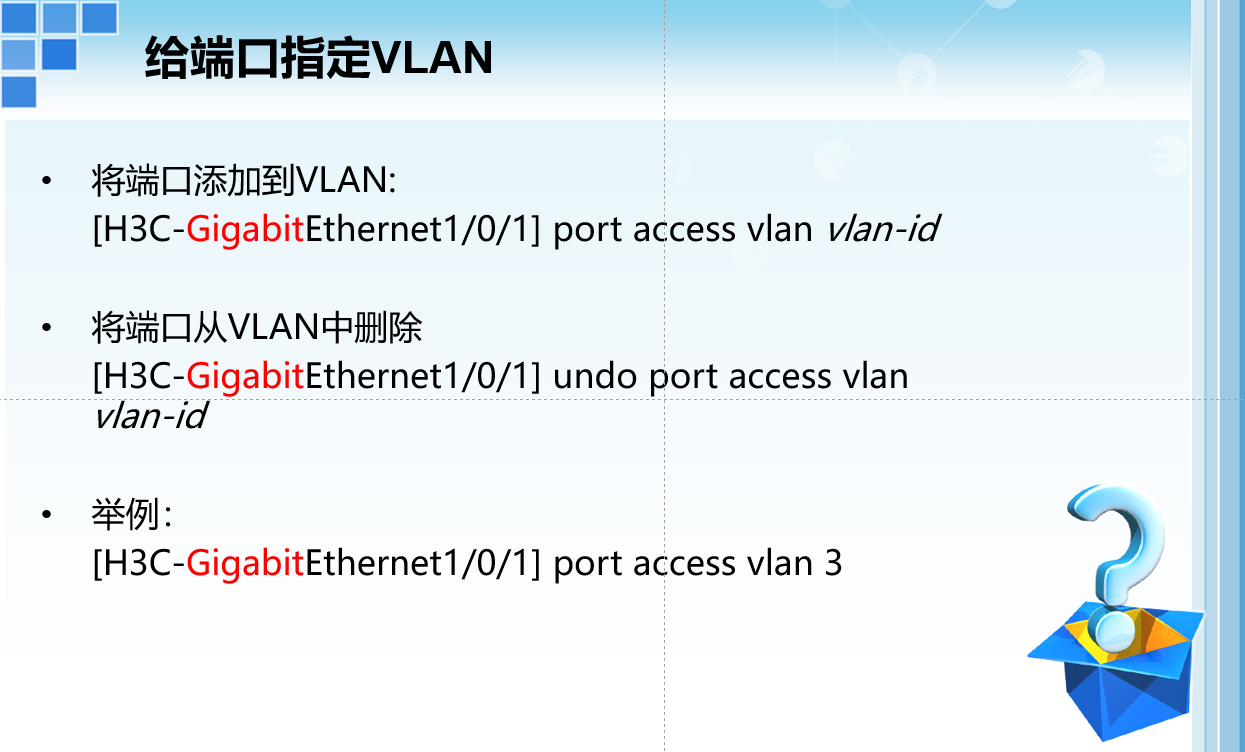 给端口指定VLAN
• 将端口添加到VLAN:
[H3C-GigabitEthernet1/0/1] port access vlan vlan-id
• 将端口从VLAN中删除
[H3C-GigabitEthernet1/0/1] undo port access vlan
vlan-id
• 举例：
[H3C-GigabitEthernet1/0/1] port access vlan 3